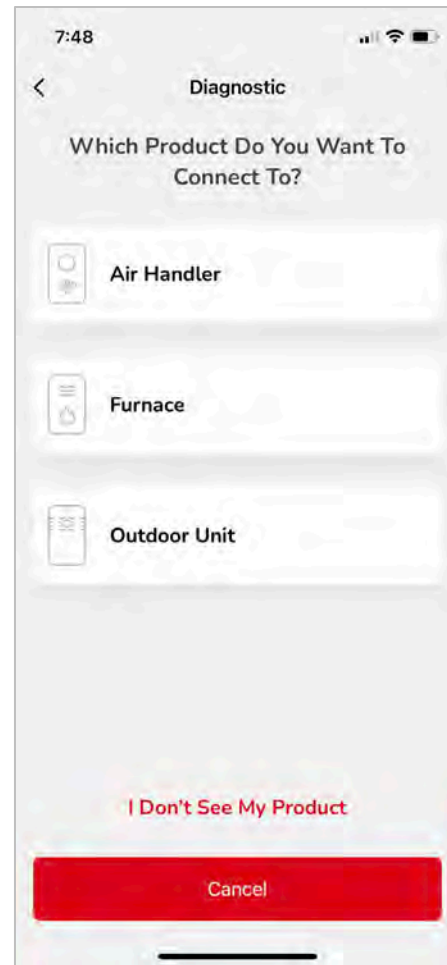 7:48
Diagnostic
Which Product Do You Want To
Connect To?
Air Handler
Furnace
Outdoor Unit
I Don't See My Product
Cancel